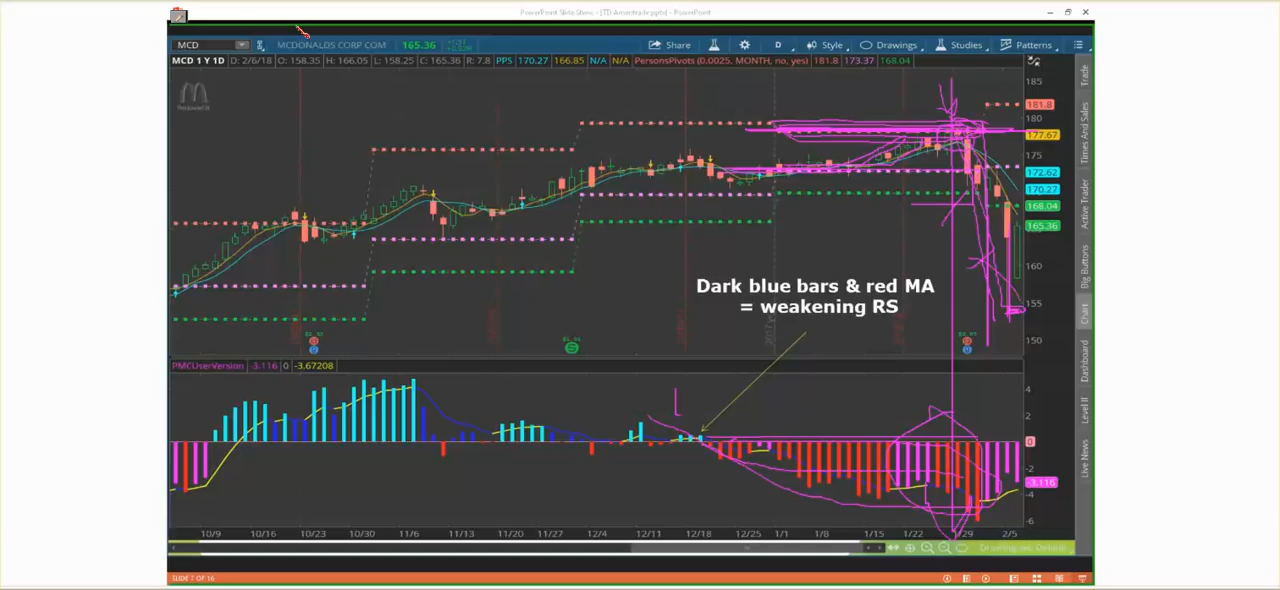 PowerPoint Slide Show - [TD Ameritrade.pptx] - PowerPoint
MCD MCDONALDS CORP COM 165.36 Share D Style Drawings Studies Patterns
MCD 1 Y 1D D: 2/6/18 O: 158.35 H: 166.05 L: 158.25 C: 165.36 R: 7.8 PPS 170.27 166.85 N/A N/A PersonsPivots (0.0025, MONTH, no, yes) 181.8 173.37 168.04
185
181.8
180
177.67
175
172.62
170.27
168.04
165.36
160
155
150
Trade
Times And Sales
Active Trader
Big Buttons
Chart
Dashboard
Level II
Live News
Dark blue bars & red MA
= weakening RS
PMCUserVersion -3.116 0 -3.67208
4
2
0
-2
-3.116
-4
-6
10/9 10/16 10/23 10/30 11/6 11/13 11/20 11/27 12/4 12/11 12/18 12/25 1/1 1/8 1/15 1/22 1/29 2/5
Drawing set: Default
SLIDE 7 OF 16